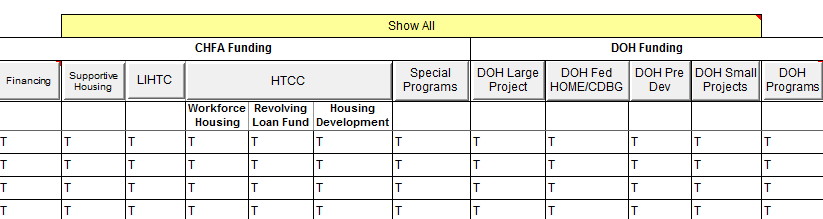 Show All
CHFA Funding DOH Funding
Financing Supportive Housing LIHTC HTCC Special Programs DOH Large Project DOH Fed HOME/CDBG DOH Pre Dev DOH Small Projects DOH Programs
Workforce Housing Revolving Loan Fund Housing Development
T T T T T T T T T T T T
T T T T T T T T T T T T
T T T T T T T T T T T T
T T T T T T T T T T T T